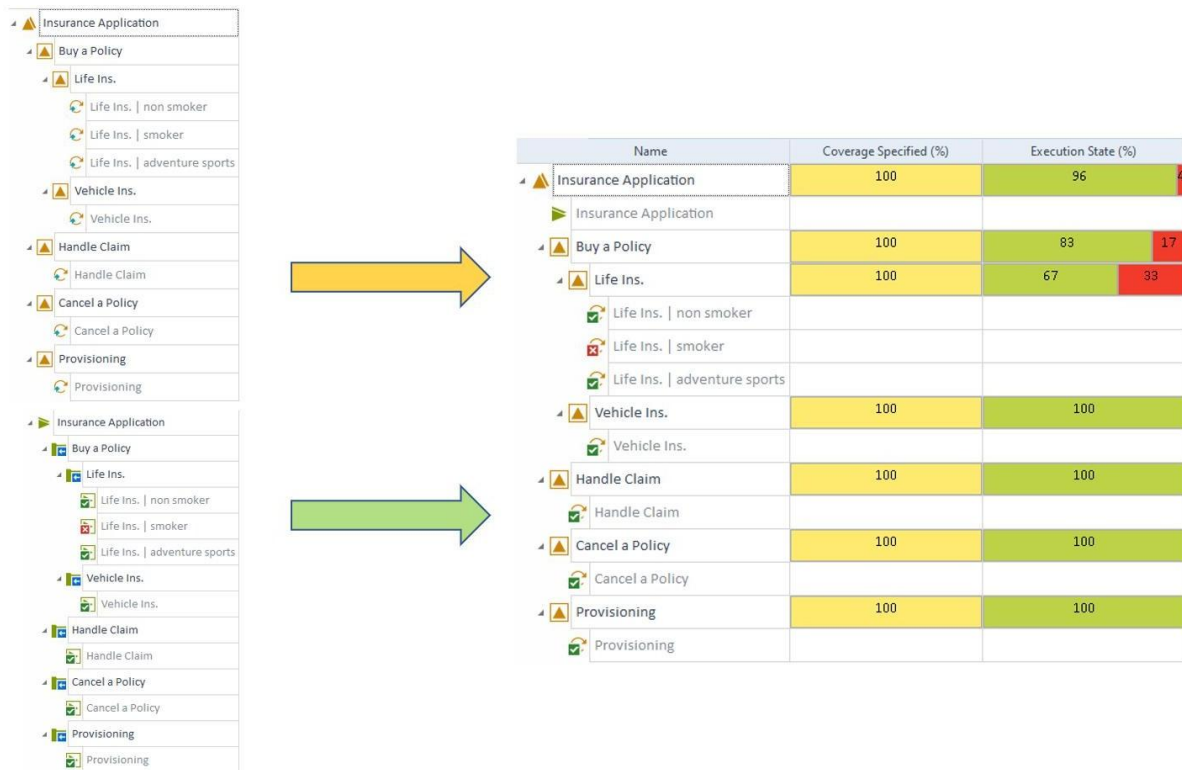 Insurance Application
Buy a Policy
Life Ins.
Life Ins. | non smoker
Life Ins. | smoker
Life Ins. | adventure sports
Vehicle Ins.
Vehicle Ins.
Handle Claim
Handle Claim
Cancel a Policy
Cancel a Policy
Provisioning
Provisioning
Insurance Application
Buy a Policy
Life Ins.
Life Ins. | non smoker
Life Ins. | smoker
Life Ins. | adventure sports
Vehicle Ins.
Vehicle Ins.
Handle Claim
Handle Claim
Cancel a Policy
Cancel a Policy
Provisioning
Provisioning
Name Coverage Specified (%) Execution State (%)
Insurance Application 100 96 4
Insurance Application
Buy a Policy 100 83 17
Life Ins. 100 67 33
Life Ins. | non smoker
Life Ins. | smoker
Life Ins. | adventure sports
Vehicle Ins. 100 100
Vehicle Ins.
Handle Claim 100 100
Handle Claim
Cancel a Policy 100 100
Cancel a Policy
Provisioning 100 100
Provisioning